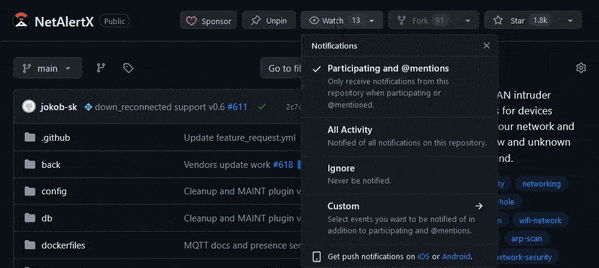 NetAlertX Public Sponsor Unpin Watch 13 Fork 91 Star 1.8k
Notifications
main Go to fil
Participating and @mentions
Only receive notifications from this
repository when participating or
@mentioned.
jokob-sk down_reconnected support v0.6 #611 2c7
.github Update feature_request.yml
back Vendors update work #618
config Cleanup and MAINT plugin v
db Cleanup and MAINT plugin v
dockerfiles MQTT docs and presence se
All Activity
Notified of all notifications on this repository.
Ignore
Never be notified.
Custom
Select events you want to be notified of in
addition to participating and @mentions.
Get push notifications on iOS or Android.
AN intruder
s for devices
our network and
w and unknown
nd.
ty networking
-hole
n wifi-network
arp-scan
network-security